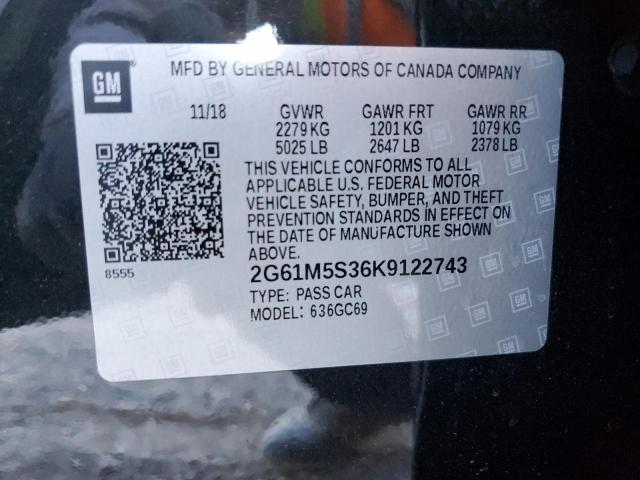 GM
MFD BY GENERAL MOTORS OF CANADA COMPANY
11/18 GVWR GAWR FRT GAWR RR
2279 KG 1201 KG 1079 KG
5025 LB 2647 LB 2378 LB
THIS VEHICLE CONFORMS TO ALL
APPLICABLE U.S. FEDERAL MOTOR
VEHICLE SAFETY, BUMPER, AND THEFT
PREVENTION STANDARDS IN EFFECT ON
THE DATE OF MANUFACTURE SHOWN
ABOVE.
8555
2G61M5S36K9122743
TYPE: PASS CAR
MODEL: 636GC69